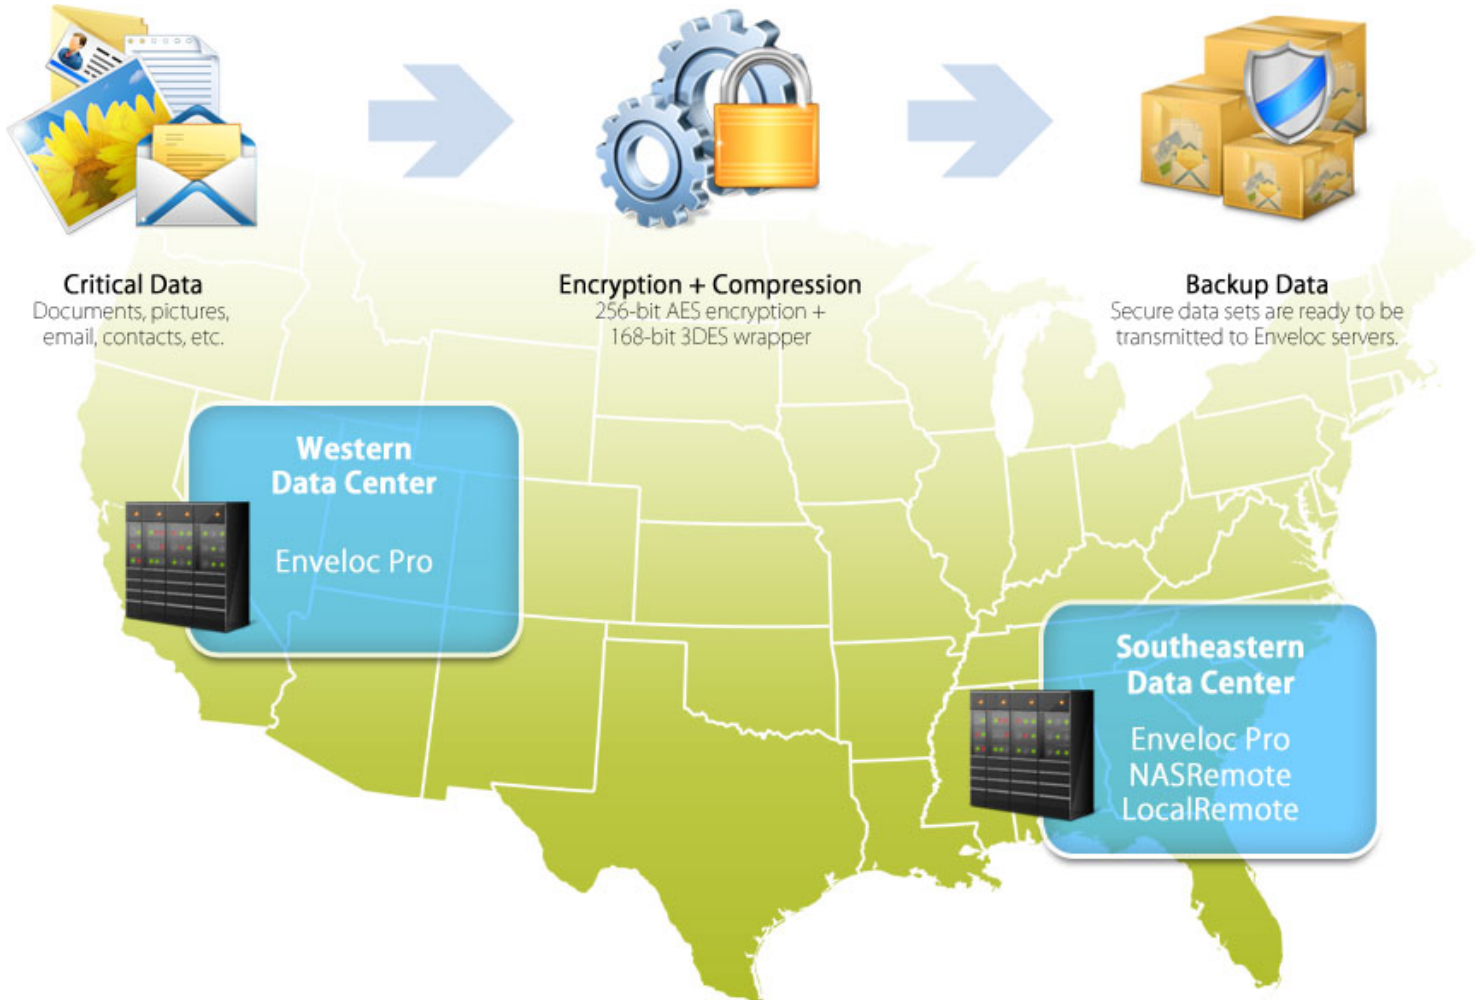 Critical Data
Documents, pictures,
email, contacts, etc.
Encryption + Compression
256-bit AES encryption +
168-bit 3DES wrapper
Backup Data
Secure data sets are ready to be
transmitted to Enveloc servers.
Western
Data Center
Enveloc Pro
Southeastern
Data Center
Enveloc Pro
NASRemote
LocalRemote